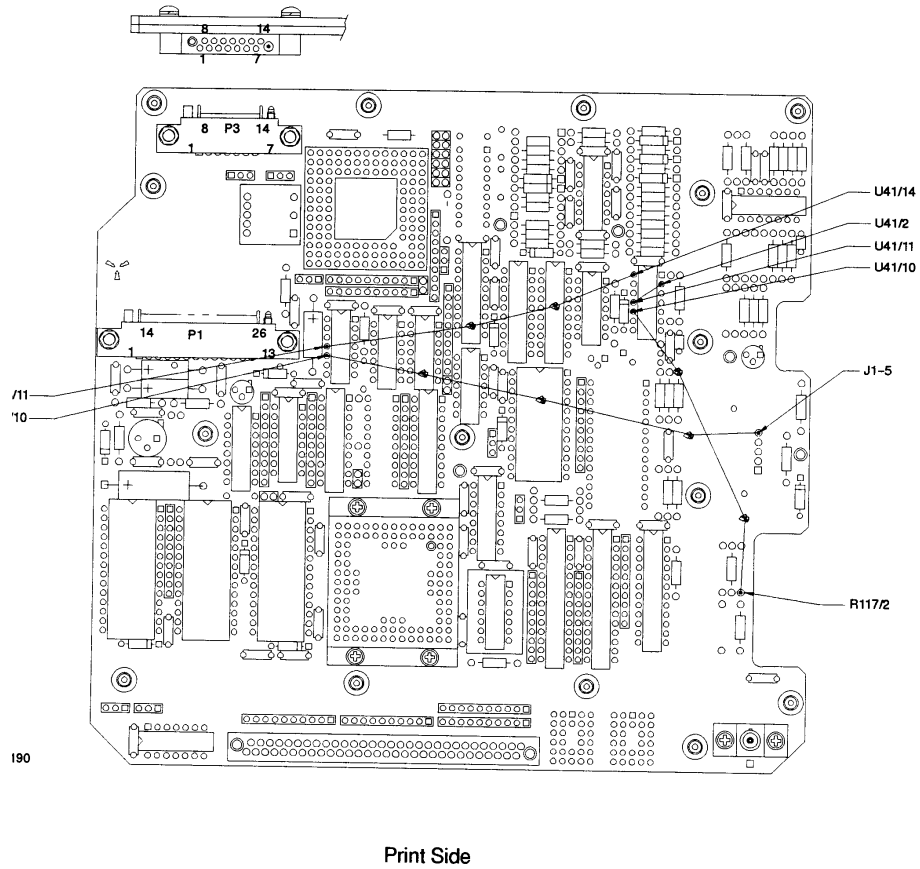 8 14
1 7
8 P3 14
1 7
U41/14
U41/2
U41/11
U41/10
14 P1 26
1 13
J1-5
/11
'10
R117/2
190
Print Side